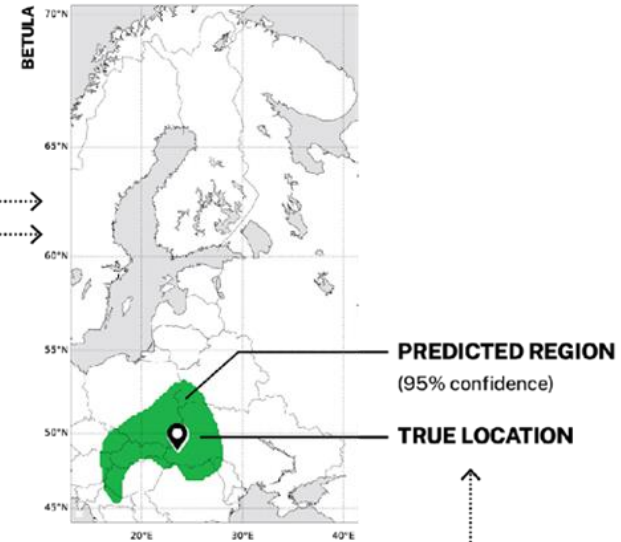 BETULA
70°N
65°N
60°N
55°N
50°N
45°N
20°E
30°E
40°E
PREDICTED REGION
(95% confidence)
TRUE LOCATION